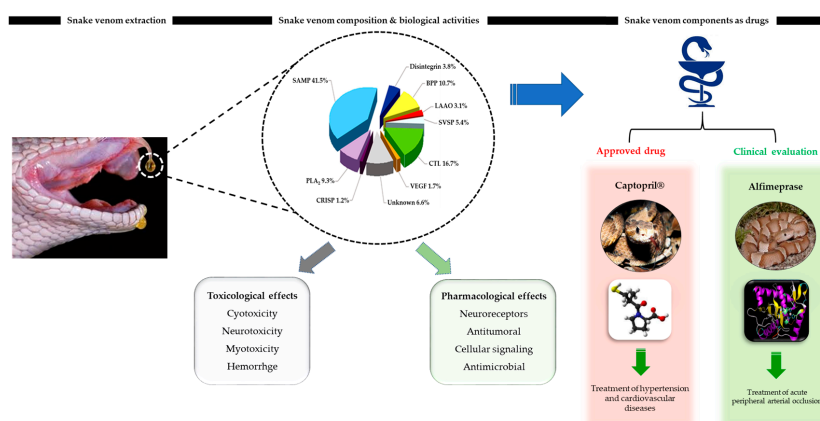 Snake venom extraction
Snake venom composition & biological activities
Snake venom components as drugs
SAMP 41.5%
Disintegrin 3.8%
BPP 10.7%
LAAO 3.1%
SVSP 5.4%
CTL 16.7%
VEGF 1.7%
Unknown 6.6%
CRISP 1.2%
PLA₂ 9.3%
Toxicological effects
Cyotoxicity
Neurotoxicity
Myotoxicity
Hemorrhge
Pharmacological effects
Neuroreceptors
Antitumoral
Cellular signaling
Antimicrobial
Approved drug
Captopril®
Treatment of hypertension
and cardiovascular
diseases
Clinical evaluation
Alfimeprase
Treatment of acute
peripheral arterial occlusion